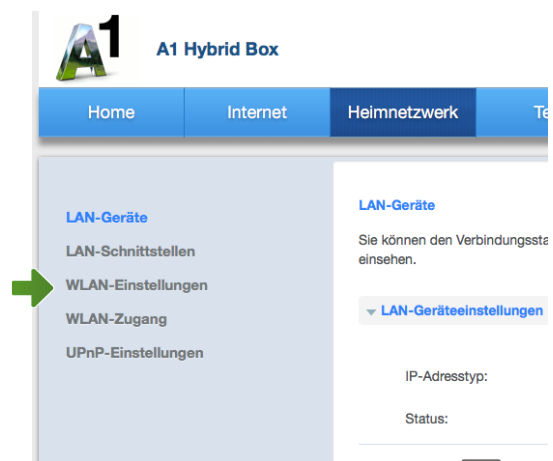 A1
A1 Hybrid Box
Home Internet Heimnetzwerk
LAN-Geräte
LAN-Schnittstellen
WLAN-Einstellungen
WLAN-Zugang
UPnP-Einstellungen
LAN-Geräte
Sie können den
einsehen.
LAN-Geräteeinstellungen
IP-Adresstyp:
Status: